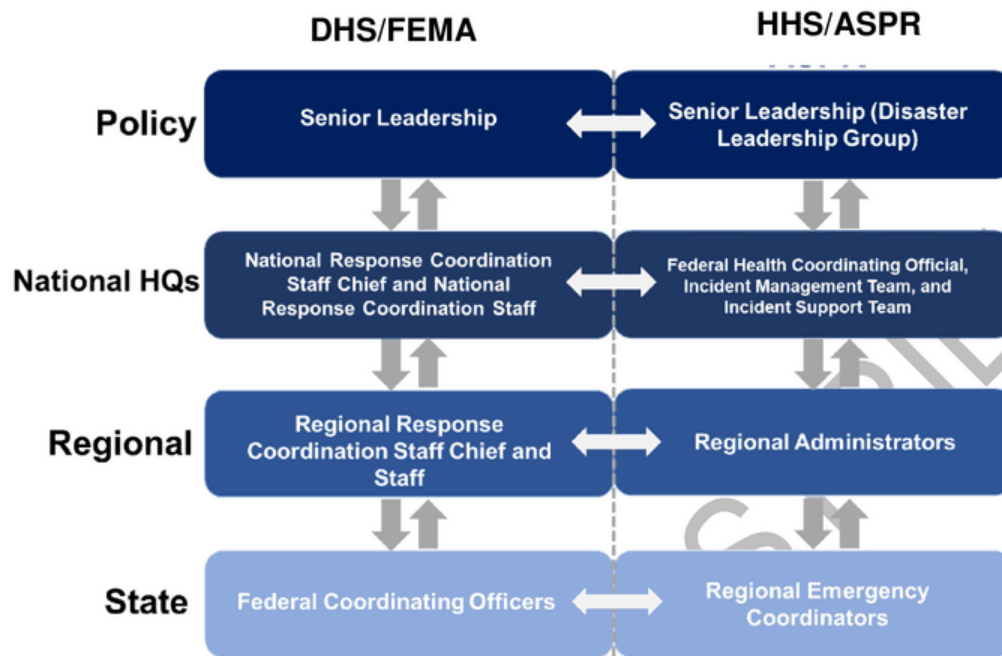 DHS/FEMA
HHS/ASPR
Policy
Senior Leadership
Senior Leadership (Disaster
Leadership Group)
National HQs
National Response Coordination
Staff Chief and National
Response Coordination Staff
Federal Health Coordinating Official,
Incident Management Team, and
Incident Support Team
Regional
Regional Response
Coordination Staff Chief and
Staff
Regional Administrators
State
Federal Coordinating Officers
Regional Emergency
Coordinators